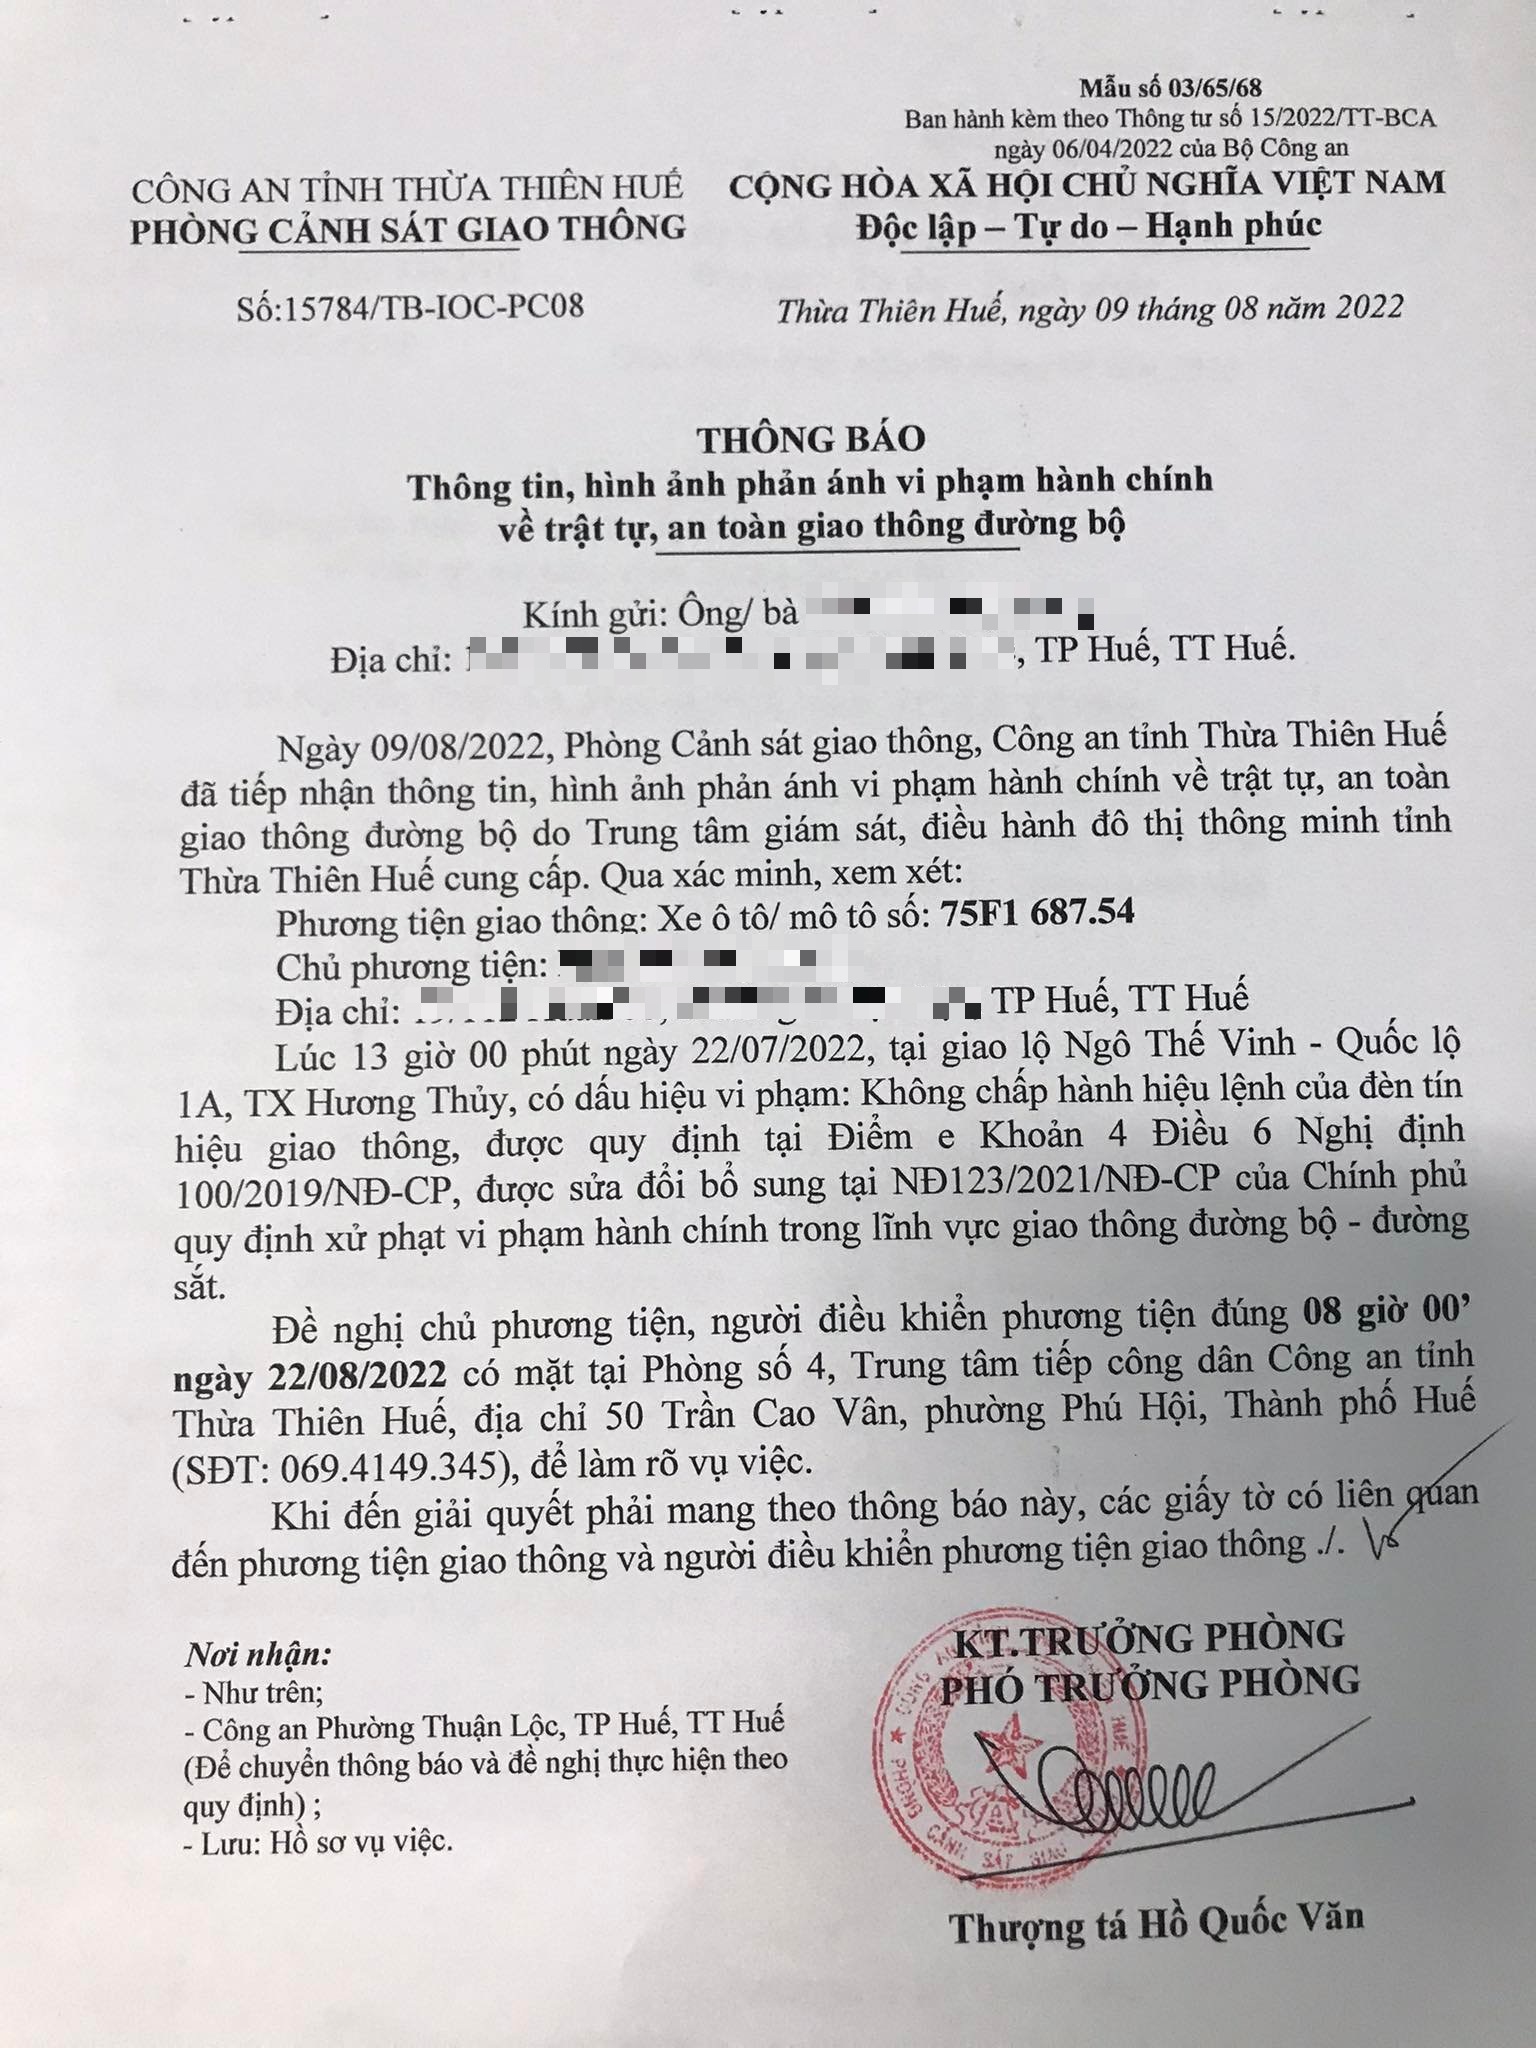 Mẫu số 03/65/68
Ban hành kèm theo Thông tư số 15/2022/TT-BCA
ngày 06/04/2022 của Bộ Công an
CÔNG AN TỈNH THỪA THIÊN HUẾ
PHÒNG CẢNH SÁT GIAO THÔNG
CỘNG HÒA XÃ HỘI CHỦ NGHĨA VIỆT NAM
Độc lập – Tự do – Hạnh phúc
Số:15784/TB-IOC-PC08
Thừa Thiên Huế, ngày 09 tháng 08 năm 2022
THÔNG BÁO
Thông tin, hình ảnh phản ánh vi phạm hành chính
về trật tự, an toàn giao thông đường bộ
Kính gửi: Ông/ bà
Địa chỉ: , TP Huế, TT Huế.
Ngày 09/08/2022, Phòng Cảnh sát giao thông, Công an tỉnh Thừa Thiên Huế
đã tiếp nhận thông tin, hình ảnh phản ánh vi phạm hành chính về trật tự, an toàn
giao thông đường bộ do Trung tâm giám sát, điều hành đô thị thông minh tỉnh
Thừa Thiên Huế cung cấp. Qua xác minh, xem xét:
Phương tiện giao thông: Xe ô tô/ mô tô số: 75F1 687.54
Chủ phương tiện:
Địa chỉ: TP Huế, TT Huế
Lúc 13 giờ 00 phút ngày 22/07/2022, tại giao lộ Ngô Thế Vinh - Quốc lộ
1A, TX Hương Thủy, có dấu hiệu vi phạm: Không chấp hành hiệu lệnh của đèn tín
hiệu giao thông, được quy định tại Điểm e Khoản 4 Điều 6 Nghị định
100/2019/NĐ-CP, được sửa đổi bổ sung tại NĐ123/2021/NĐ-CP của Chính phủ
quy định xử phạt vi phạm hành chính trong lĩnh vực giao thông đường bộ - đường
sắt.
Đề nghị chủ phương tiện, người điều khiển phương tiện đúng 08 giờ 00’
ngày 22/08/2022 có mặt tại Phòng số 4, Trung tâm tiếp công dân Công an tỉnh
Thừa Thiên Huế, địa chỉ 50 Trần Cao Vân, phường Phú Hội, Thành phố Huế
(SĐT: 069.4149.345), để làm rõ vụ việc.
Khi đến giải quyết phải mang theo thông báo này, các giấy tờ có liên quan
đến phương tiện giao thông và người điều khiển phương tiện giao thông ./.
Nơi nhận:
- Như trên;
- Công an Phường Thuận Lộc, TP Huế, TT Huế
(Để chuyển thông báo và đề nghị thực hiện theo
quy định) ;
- Lưu: Hồ sơ vụ việc.
KT.TRƯỞNG PHÒNG
PHÓ TRƯỞNG PHÒNG
PHÒNG CẢNH SÁT GIAO
Thượng tá Hồ Quốc Văn